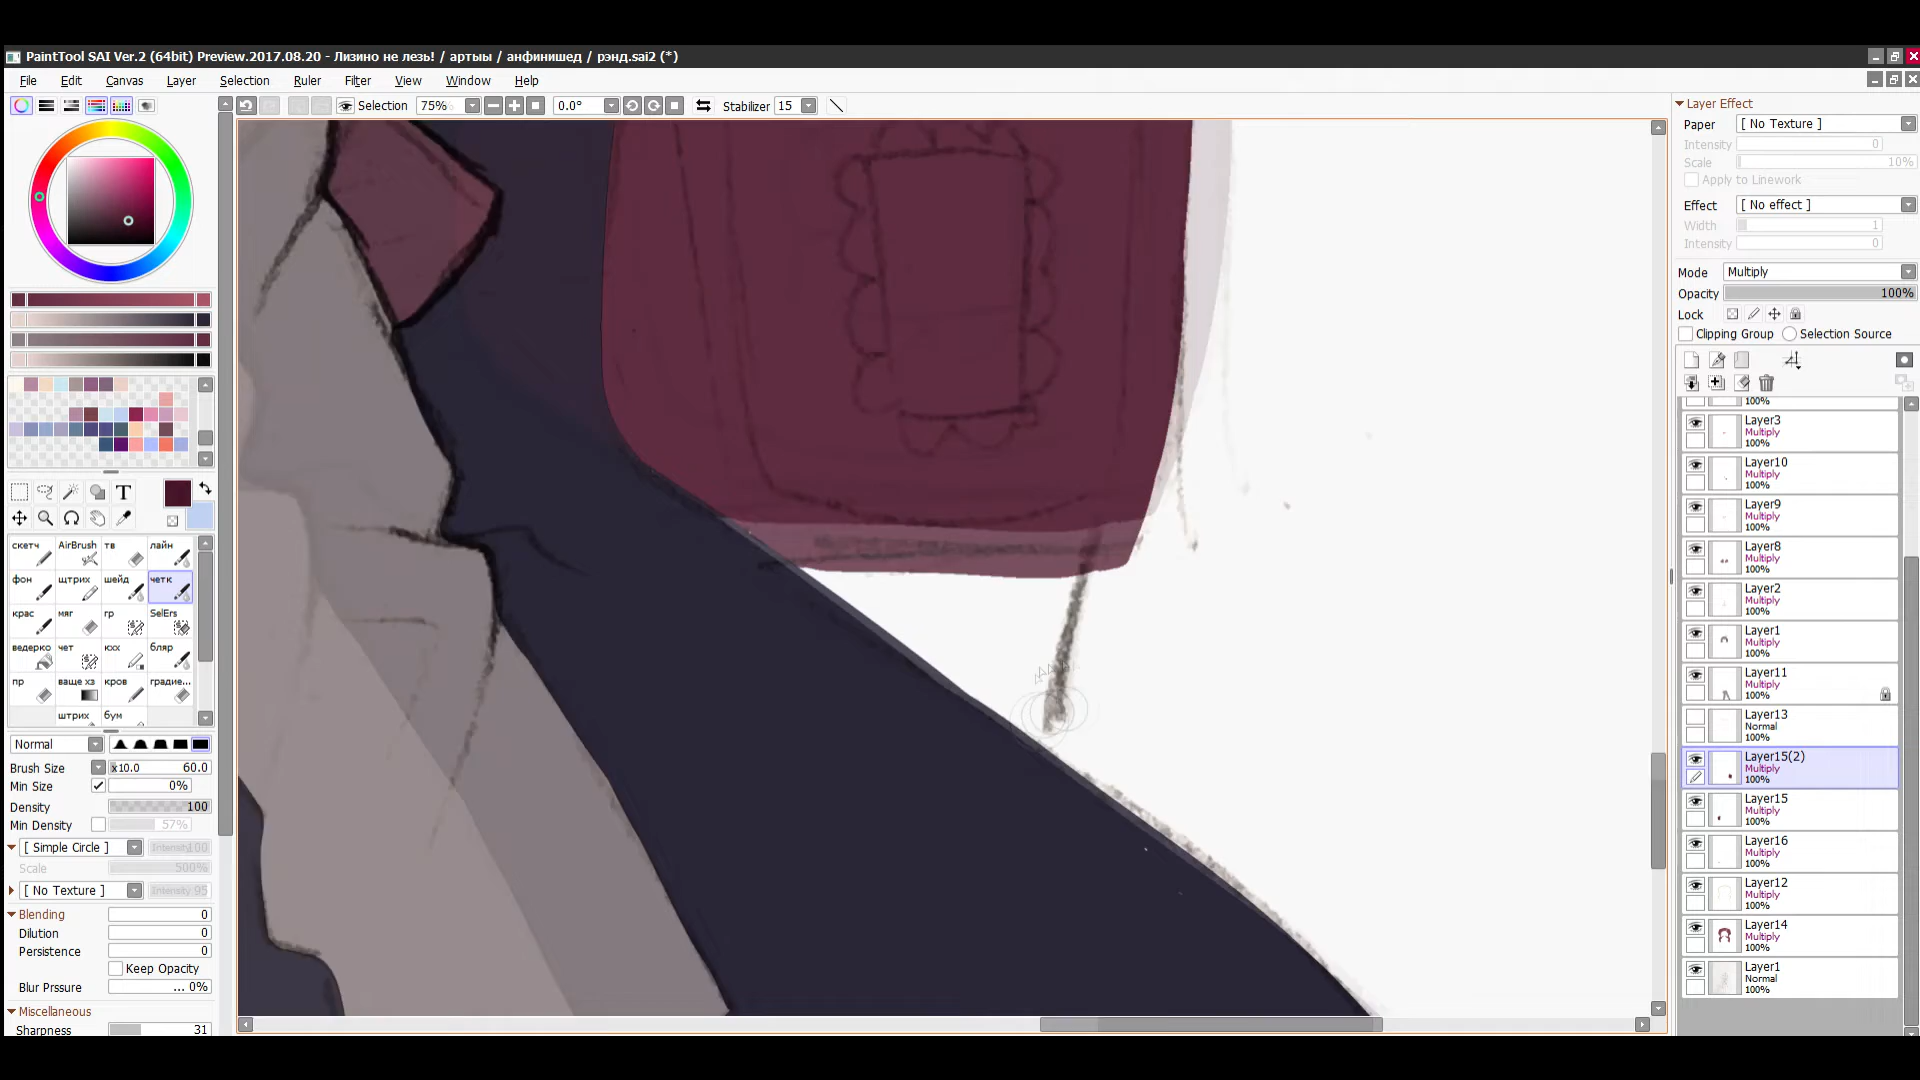 PaintTool SAI Ver.2 (64bit) Preview.2017.08.20 - Лизино не лезь! / артыы / анфинишед / рэнд.sai2 (*)
File Edit Canvas Layer Selection Ruler Filter View Window Help
Selection 75% 0.0° Stabilizer 15
Layer Effect
Paper [ No Texture ]
Intensity 0
Scale 10%
Apply to Linework
Effect [ No effect ]
Width 1
Intensity 0
Mode Multiply
Opacity 100%
Lock
Clipping Group Selection Source
100%
Layer3
Multiply
100%
Layer10
Multiply
100%
Layer9
Multiply
100%
Layer8
Multiply
100%
Layer2
Multiply
100%
Layer1
Multiply
100%
Layer11
Multiply
100%
Layer13
Normal
100%
Layer15(2)
Multiply
100%
Layer15
Multiply
100%
Layer16
Multiply
100%
Layer12
Multiply
100%
Layer14
Multiply
100%
Layer1
Normal
100%
T
скетч AirBrush тв лайн
фон щтрих шейд четк
крас мяг гр SelErs
ведерко чет кхх бляр
пр ваще хз кров градие...
штрих бум
Normal
Brush Size x10.0 60.0
Min Size 0%
Density 100
Min Density 57%
[ Simple Circle ] Intensity 100
Scale 500%
[ No Texture ] Intensity 95
Blending 0
Dilution 0
Persistence 0
Keep Opacity
Blur Prssure ... 0%
Miscellaneous
Sharpness 31